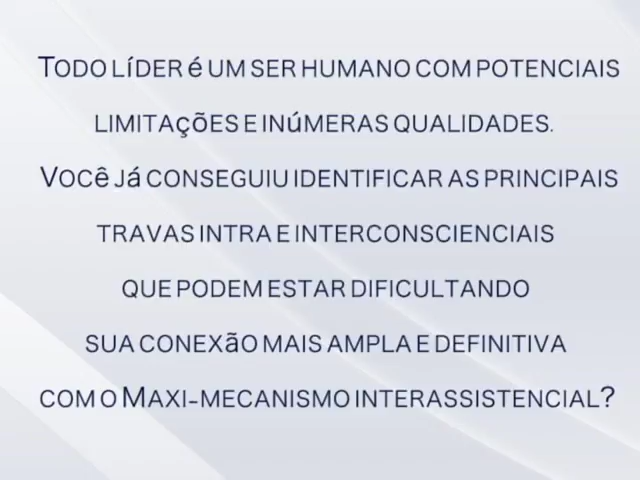 Todo líder é um ser humano com potenciais
limitações e inúmeras qualidades.
Você já conseguiu identificar as principais
travas intra e interconscienciais
que podem estar dificultando
sua conexão mais ampla e definitiva
com o Maxi-mecanismo interassistencial?